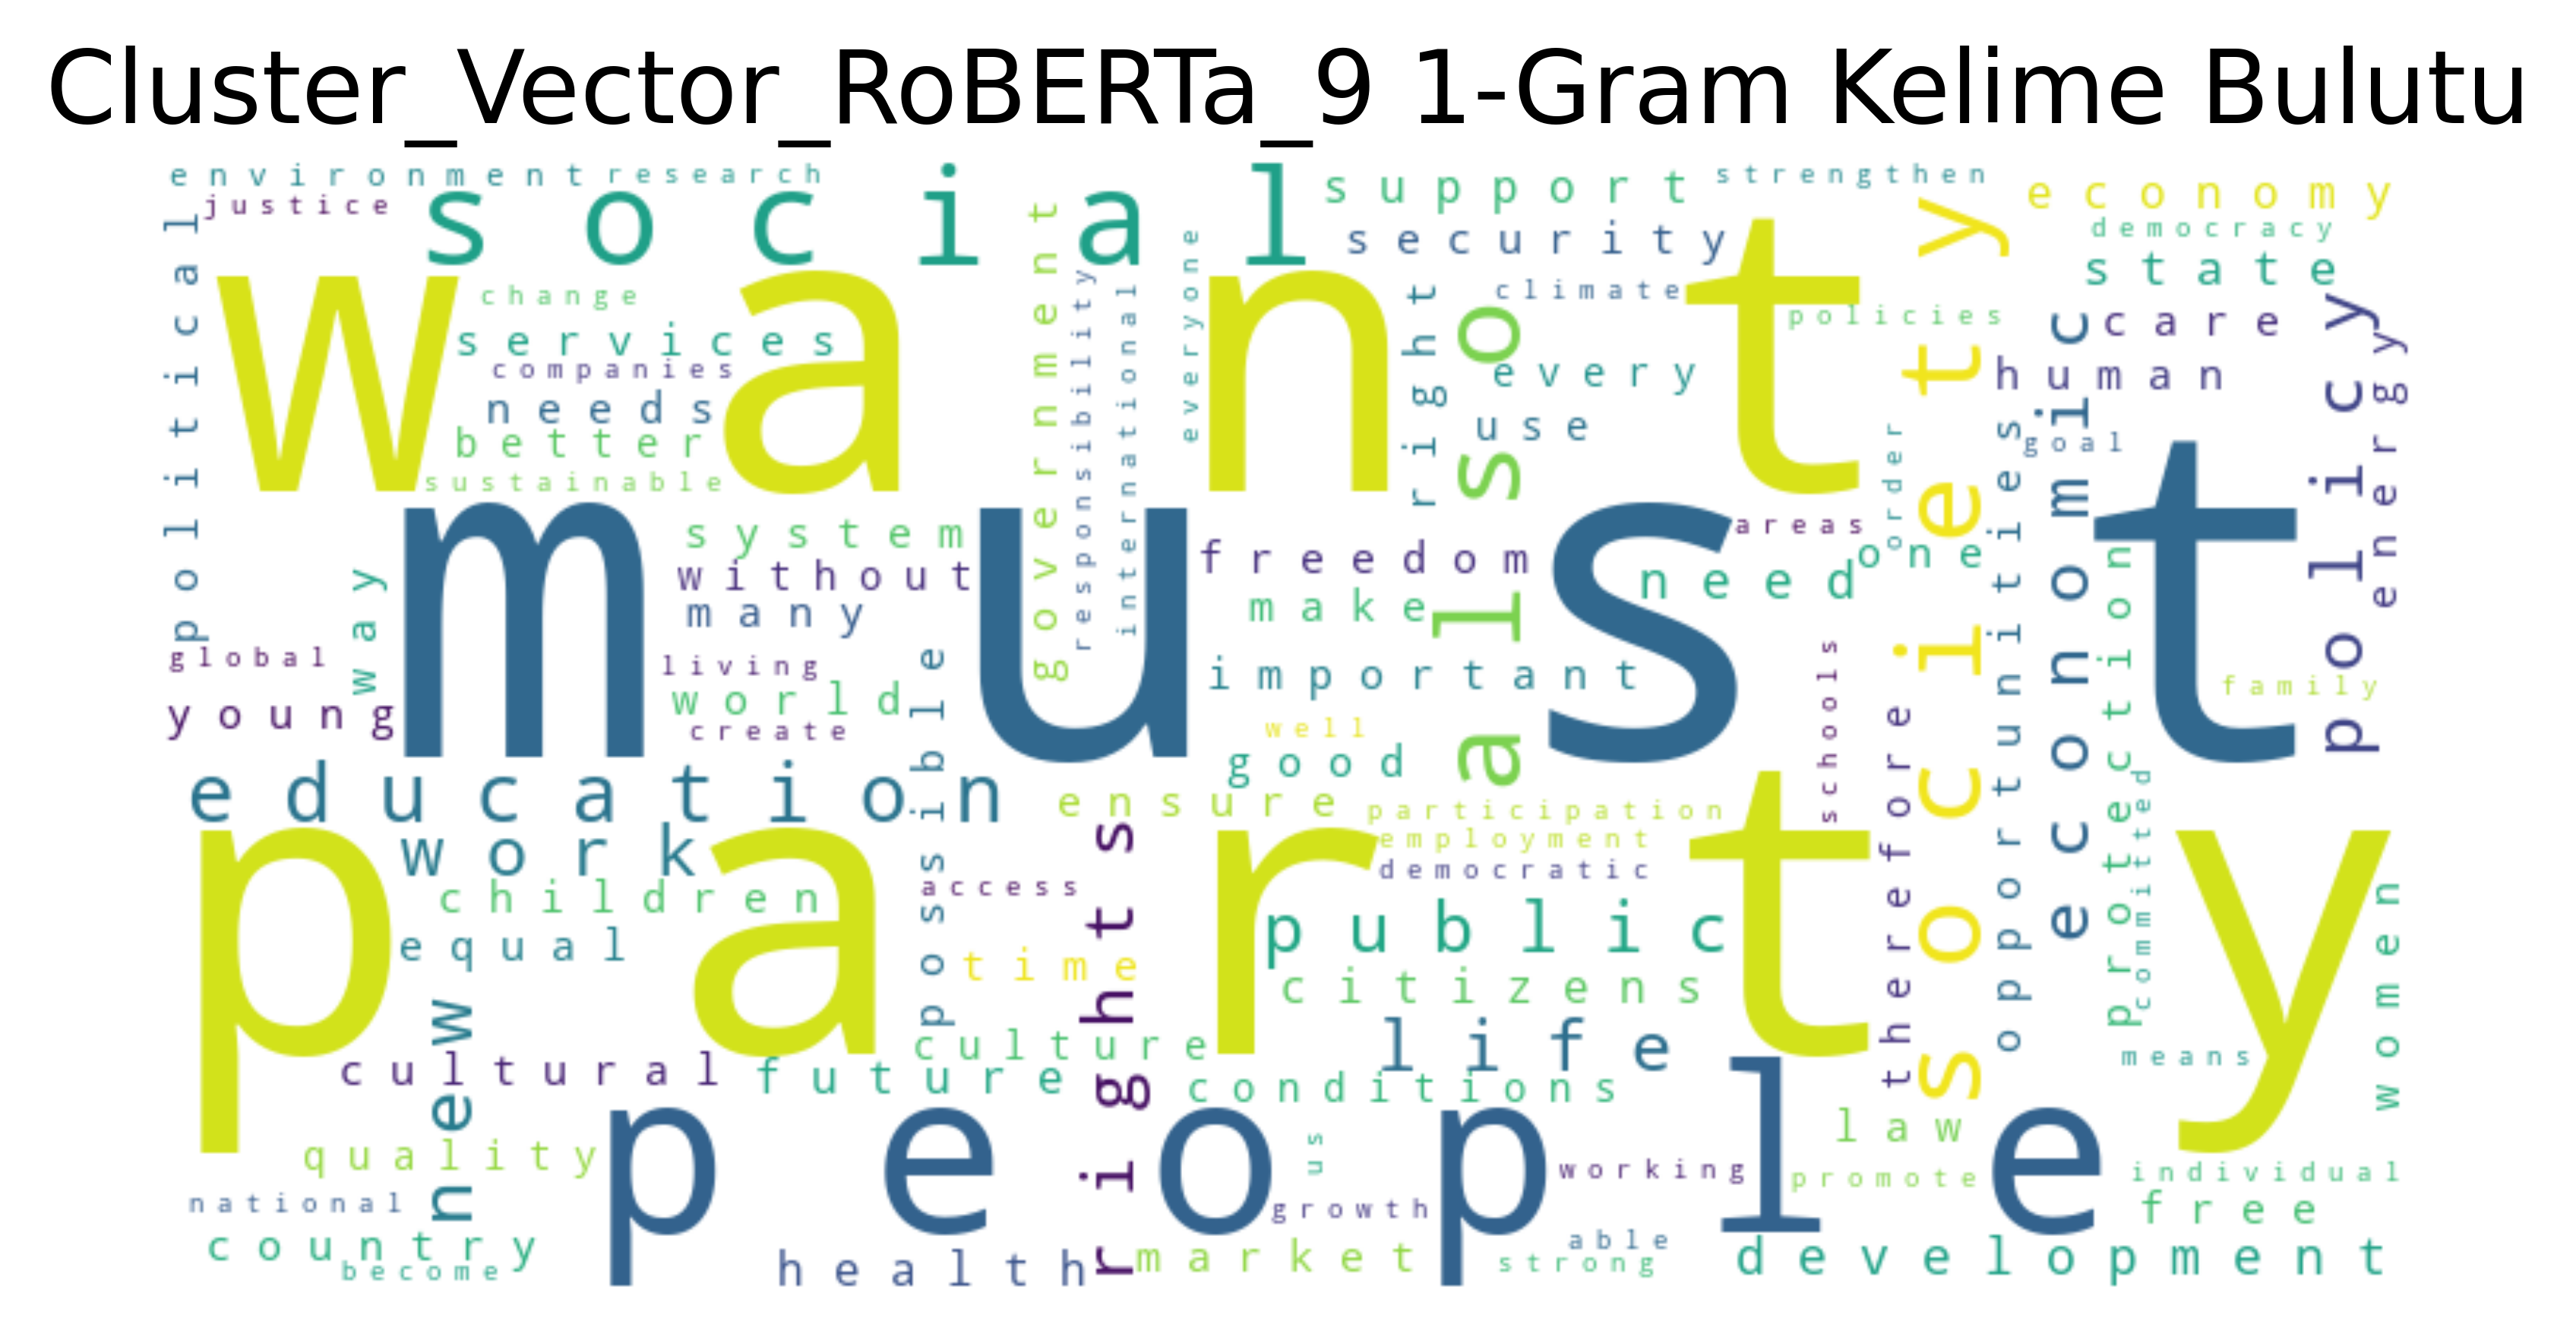 Cluster_Vector_RoBERTa_9 1-Gram Kelime Bulutu
environment
research
justice
social
support
strengthen
economy
democracy
security
state
political
want
change
climate
policies
care
services
government
responsibility
international
everyone
right
also
every
human
companies
needs
use
better
sustainable
society
order
opportunities
economic
goal
policy
energy
must
system
without
many
freedom
areas
need
one
make
way
global
living
world
create
young
important
possible
well
good
schools
therefore
protection
committed
family
education
ensure
participation
employment
democratic
work
party
children
access
equal
time
rights
public
citizens
women
new
culture
life
means
cultural
future
conditions
law
quality
people
us
working
promote
individual
national
growth
free
country
become
health
market
able
strong
development